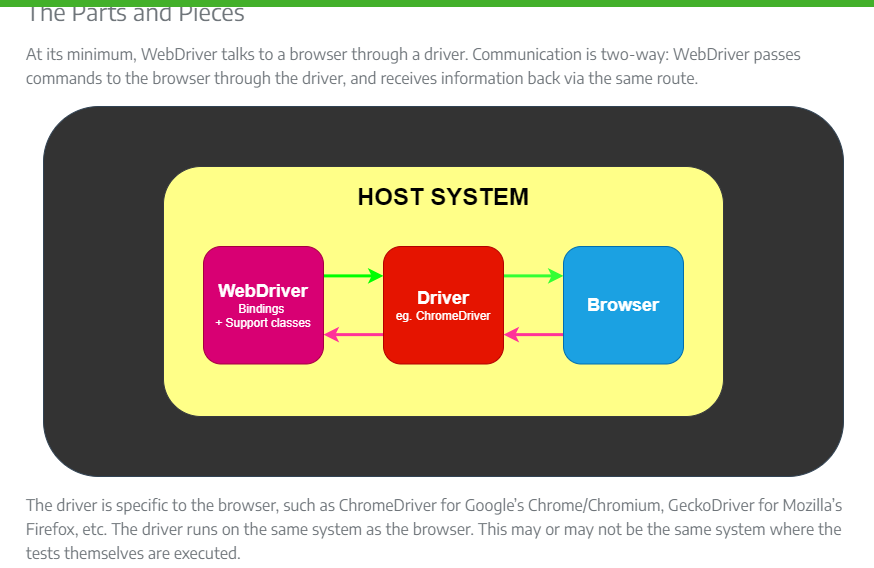 The Parts and Pieces
At its minimum, WebDriver talks to a browser through a driver. Communication is two-way: WebDriver passes
commands to the browser through the driver, and receives information back via the same route.
HOST SYSTEM
WebDriver
Bindings
+ Support classes
Driver
eg. ChromeDriver
Browser
The driver is specific to the browser, such as ChromeDriver for Google’s Chrome/Chromium, GeckoDriver for Mozilla’s
Firefox, etc. The driver runs on the same system as the browser. This may or may not be the same system where the
tests themselves are executed.